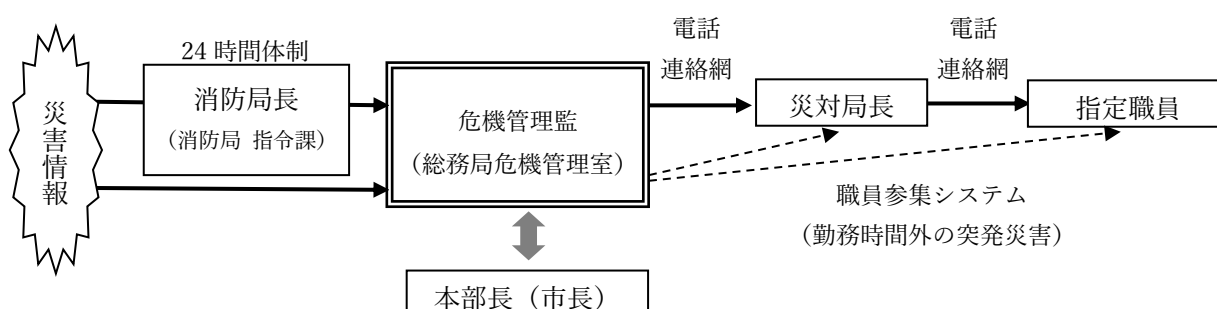 災害情報
24 時間体制
消防局長
（消防局 指令課）
危機管理監
（総務局危機管理室）
電話
連絡網
災対局長
電話
連絡網
指定職員
職員参集システム
（勤務時間外の突発災害）
本部長（市長）